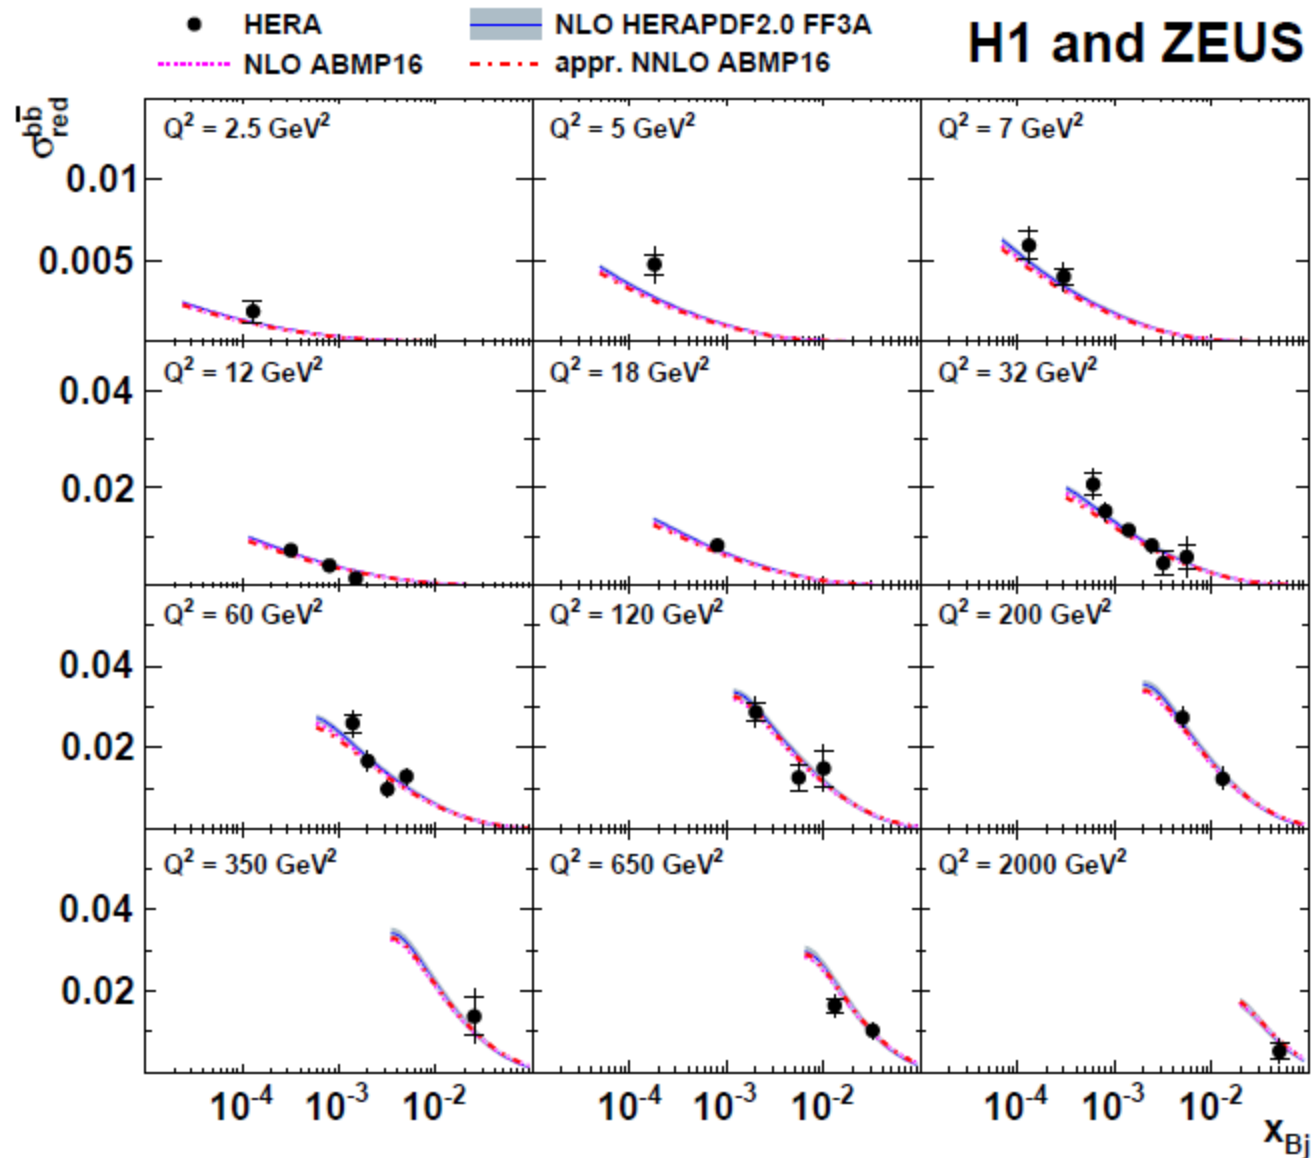 HERA NLO HERAPDF2.0 FF3A H1 and ZEUS
NLO ABMP16 appr. NNLO ABMP16
σ^{bb̄}_{red}
Q² = 2.5 GeV² Q² = 5 GeV² Q² = 7 GeV²
0.01
0.005
Q² = 12 GeV² Q² = 18 GeV² Q² = 32 GeV²
0.04
0.02
Q² = 60 GeV² Q² = 120 GeV² Q² = 200 GeV²
0.04
0.02
Q² = 350 GeV² Q² = 650 GeV² Q² = 2000 GeV²
0.04
0.02
10⁻⁴ 10⁻³ 10⁻² 10⁻⁴ 10⁻³ 10⁻² 10⁻⁴ 10⁻³ 10⁻²
x_{Bj}